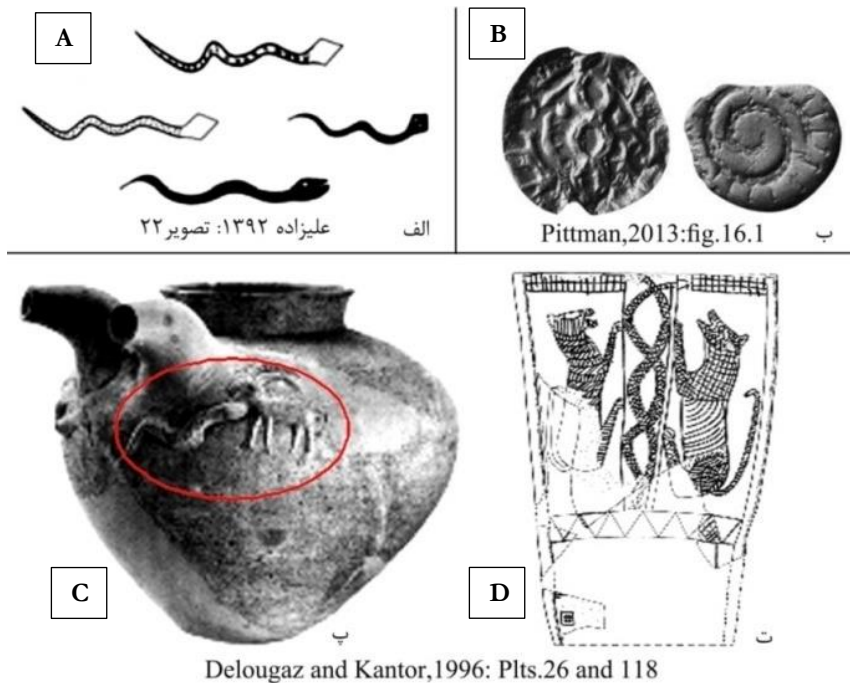 A
B
علیزاده ۱۳۹۲: تصویر۲۲
الف
Pittman,2013:fig.16.1
ب
C
پ
D
ت
Delougaz and Kantor,1996: Plts.26 and 118